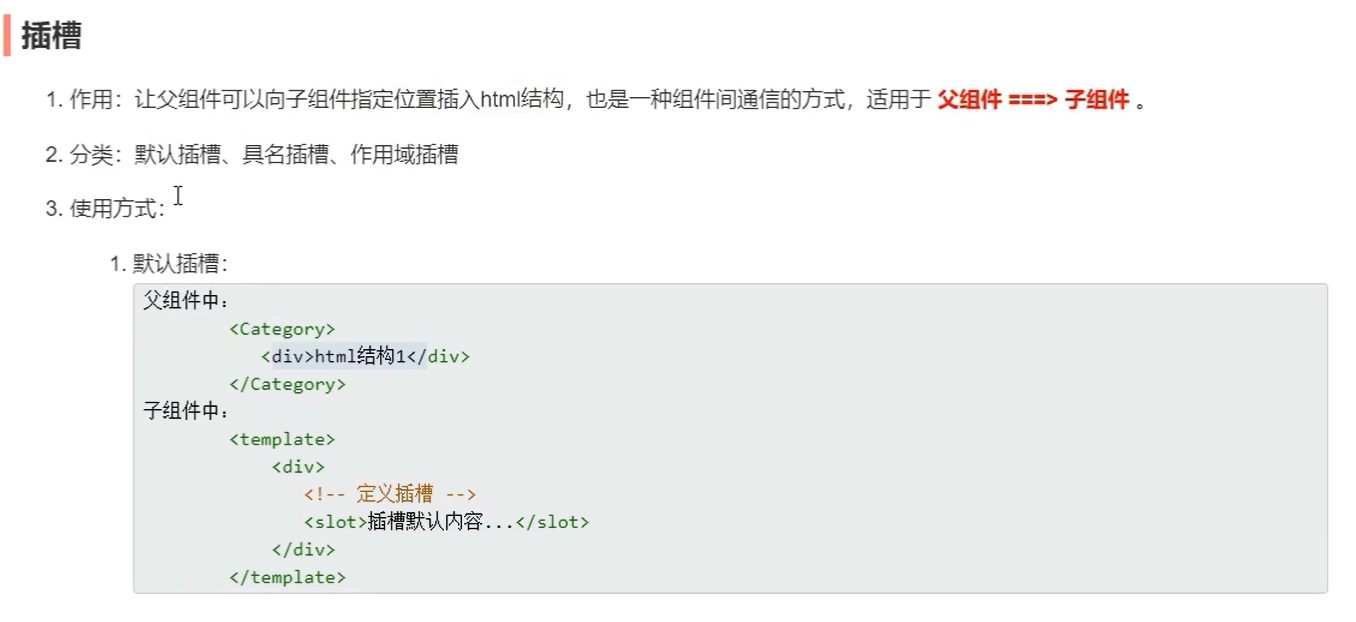 插槽
1. 作用：让父组件可以向子组件指定位置插入html结构，也是一种组件间通信的方式，适用于 父组件 ===> 子组件 。
2. 分类：默认插槽、具名插槽、作用域插槽
3. 使用方式：
1. 默认插槽：
父组件中：
<Category>
<div>html结构1</div>
</Category>
子组件中：
<template>
<div>
<!-- 定义插槽 -->
<slot>插槽默认内容...</slot>
</div>
</template>